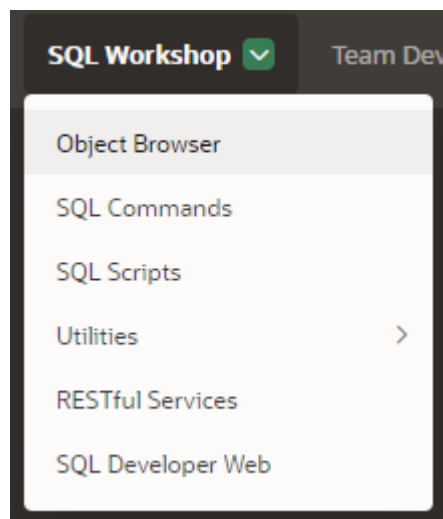 SQL Workshop Team Dev
Object Browser
SQL Commands
SQL Scripts
Utilities
RESTful Services
SQL Developer Web